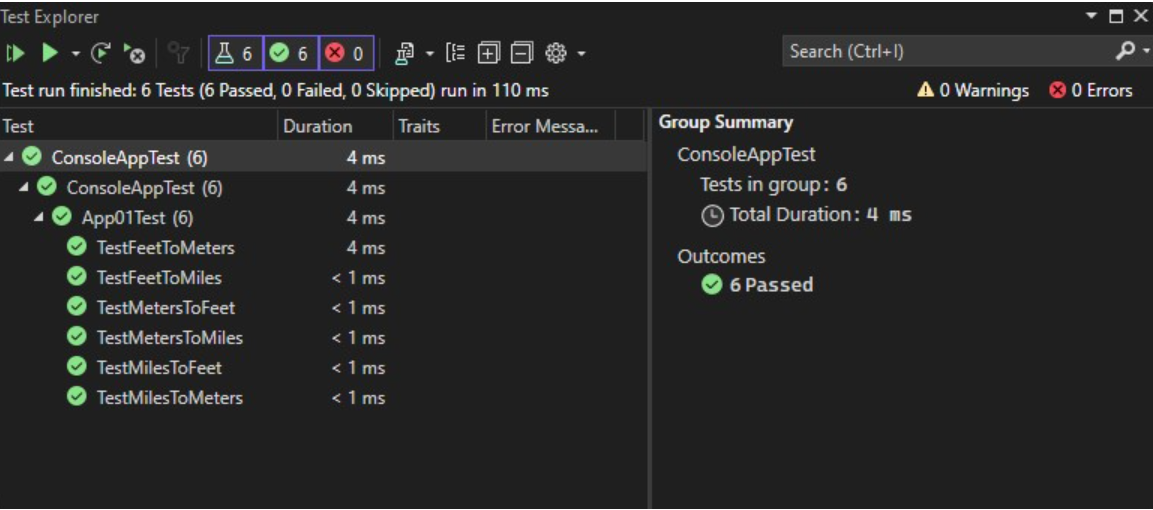 Test Explorer
6 6 0
Search (Ctrl+I)
Test run finished: 6 Tests (6 Passed, 0 Failed, 0 Skipped) run in 110 ms
0 Warnings 0 Errors
Test Duration Traits Error Messa...
ConsoleAppTest (6) 4 ms
ConsoleAppTest (6) 4 ms
App01Test (6) 4 ms
TestFeetToMeters 4 ms
TestFeetToMiles < 1 ms
TestMetersToFeet < 1 ms
TestMetersToMiles < 1 ms
TestMilesToFeet < 1 ms
TestMilesToMeters < 1 ms
Group Summary
ConsoleAppTest
Tests in group: 6
Total Duration: 4 ms
Outcomes
6 Passed